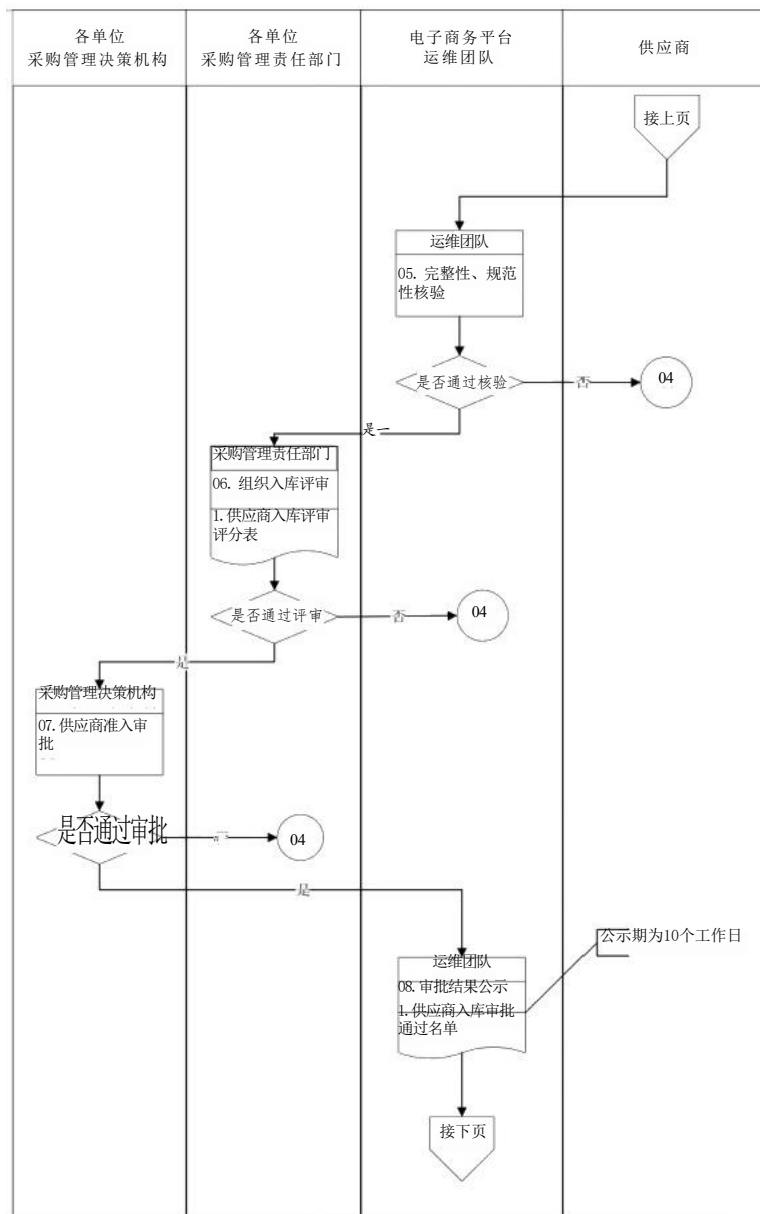 各单位
采购管理决策机构
各单位
采购管理责任部门
电子商务平台
运维团队
供应商
接上页
运维团队
05. 完整性、规范
性核验
是否通过核验
否
04
是一
采购管理责任部门
06. 组织入库评审
1. 供应商入库评审
评分表
是否通过评审
否
04
是
采购管理决策机构
07. 供应商准入审
批
是否通过审批
04
是
公示期为10个工作日
运维团队
08. 审批结果公示
1. 供应商入库审批
通过名单
接下页